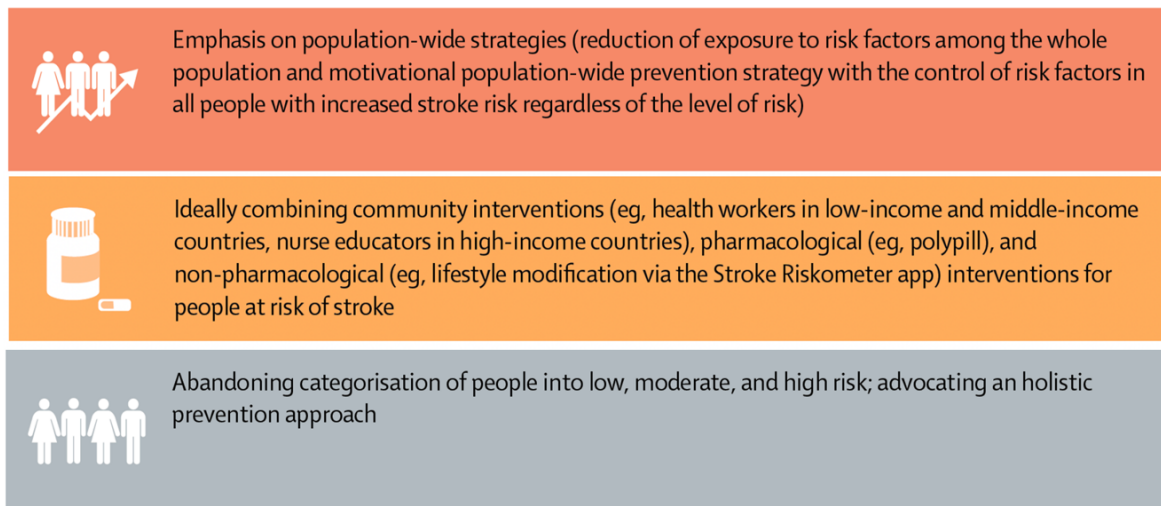 Emphasis on population-wide strategies (reduction of exposure to risk factors among the whole
population and motivational population-wide prevention strategy with the control of risk factors in
all people with increased stroke risk regardless of the level of risk)
Ideally combining community interventions (eg, health workers in low-income and middle-income
countries, nurse educators in high-income countries), pharmacological (eg, polypill), and
non-pharmacological (eg, lifestyle modification via the Stroke Riskometer app) interventions for
people at risk of stroke
Abandoning categorisation of people into low, moderate, and high risk; advocating an holistic
prevention approach